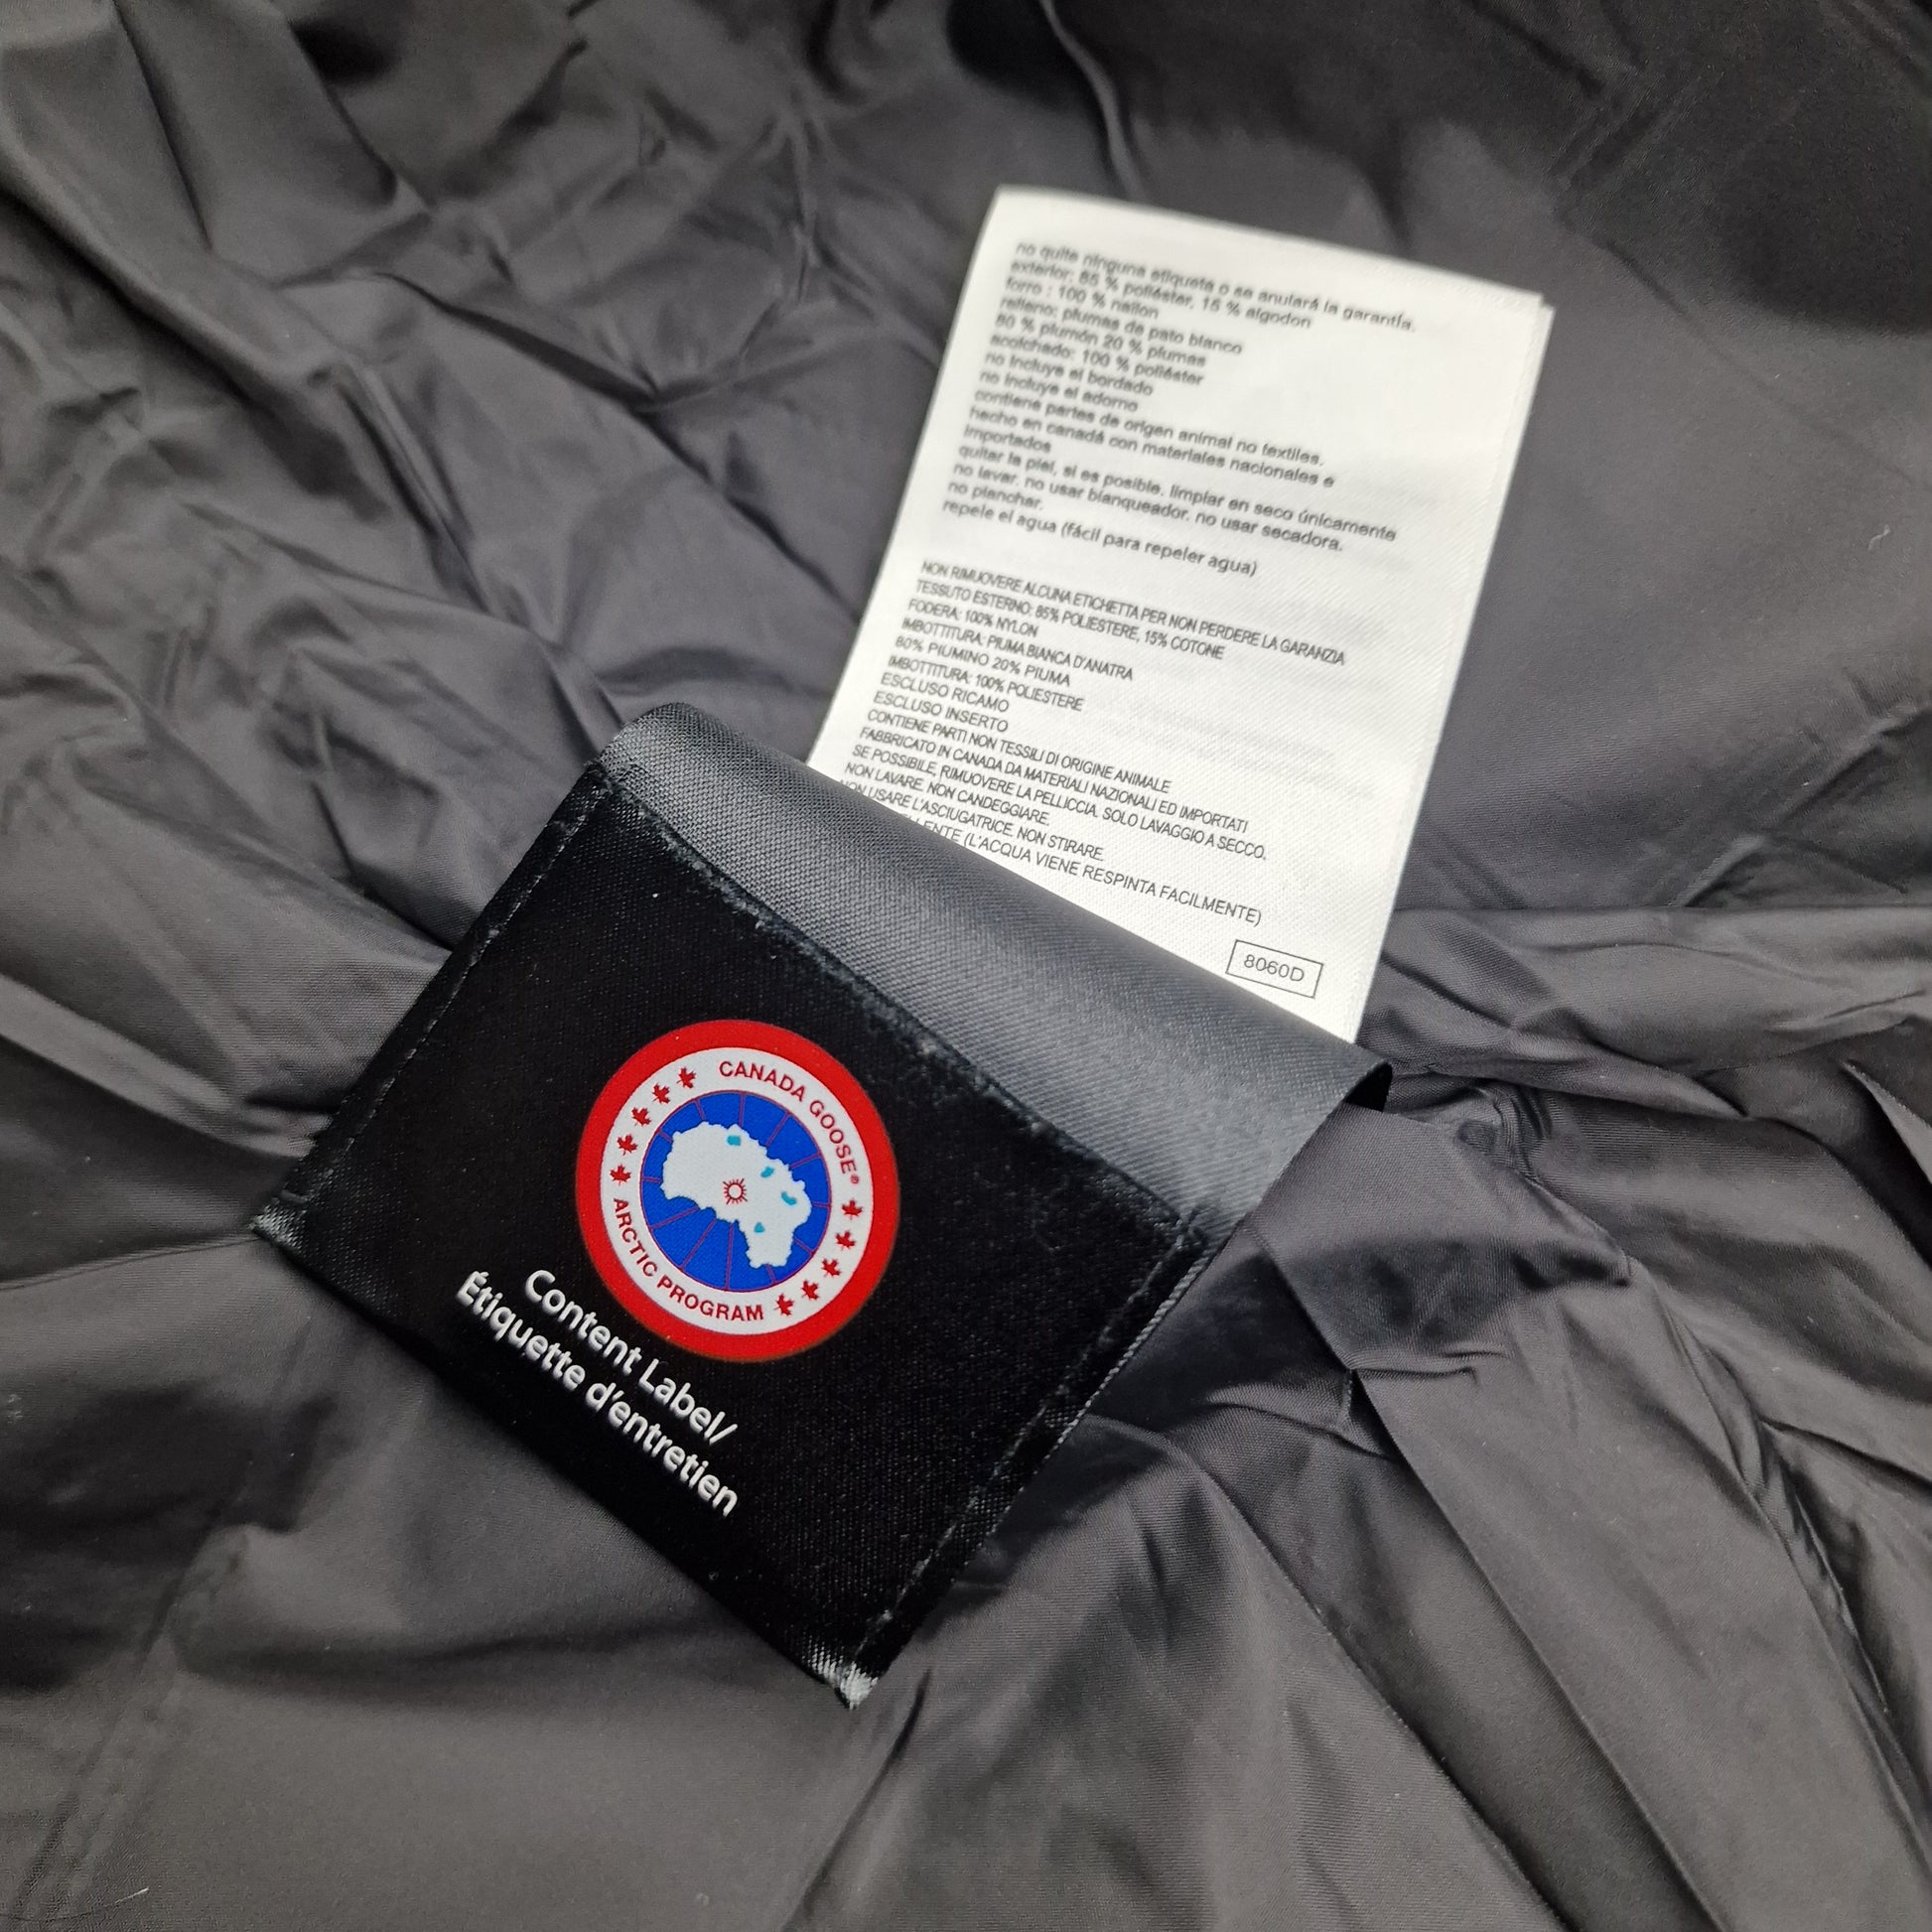 no quite ninguna etiqueta o se anulará la garantía.
exterior: 85 % poliéster, 15 % algodon
forro : 100 % nailon
relleno: plumas de pato blanco
80 % plumón 20 % plumas
acolchado: 100 % poliéster
no incluye el bordado
no incluye el adorno
contiene partes de origen animal no textiles.
hecho en canadá con materiales nacionales e
importados
quitar la piel, si es posible. limpiar en seco únicamente
no lavar. no usar blanqueador. no usar secadora.
no planchar.
repele el agua (fácil para repeler agua)
NON RIMUOVERE ALCUNA ETICHETTA PER NON PERDERE LA GARANZIA
TESSUTO ESTERNO: 85% POLIESTERE, 15% COTONE
FODERA: 100% NYLON
IMBOTTITURA: PIUMA BIANCA D'ANATRA
80% PIUMINO 20% PIUMA
IMBOTTITURA: 100% POLIESTERE
ESCLUSO RICAMO
ESCLUSO INSERTO
CONTIENE PARTI NON TESSILI DI ORIGINE ANIMALE
FABBRICATO IN CANADA DA MATERIALI NAZIONALI ED IMPORTATI
SE POSSIBILE, RIMUOVERE LA PELLICCIA. SOLO LAVAGGIO A SECCO.
NON LAVARE. NON CANDEGGIARE.
NON USARE L'ASCIUGATRICE. NON STIRARE.
(L'ACQUA VIENE RESPINTA FACILMENTE)
8060D
CANADA GOOSE®
ARCTIC PROGRAM
Content Label/
Étiquette d'entretien